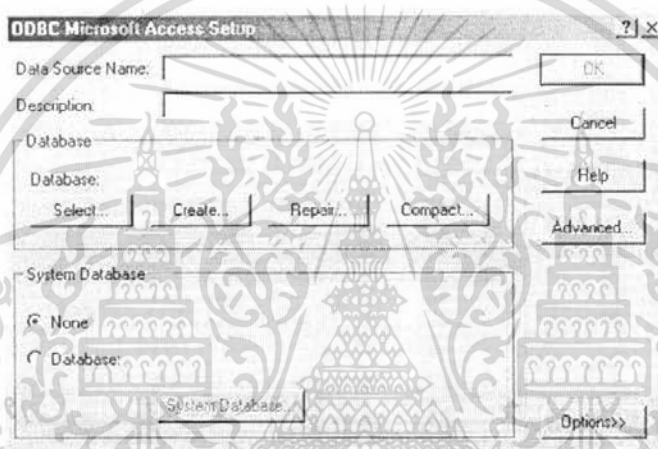 ODBC Microsoft Access Setup
Data Source Name:
OK
Description:
Cancel
Database
Database:
Help
Select...
Create...
Repair...
Compact...
Advanced...
System Database
None
Database:
System Database...
Options>>